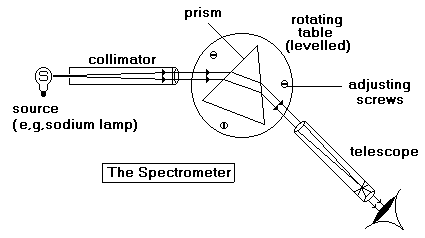 prism
rotating
table
(levelled)
collimator
adjusting
screws
source
(e,g,sodium lamp)
telescope
The Spectrometer
S